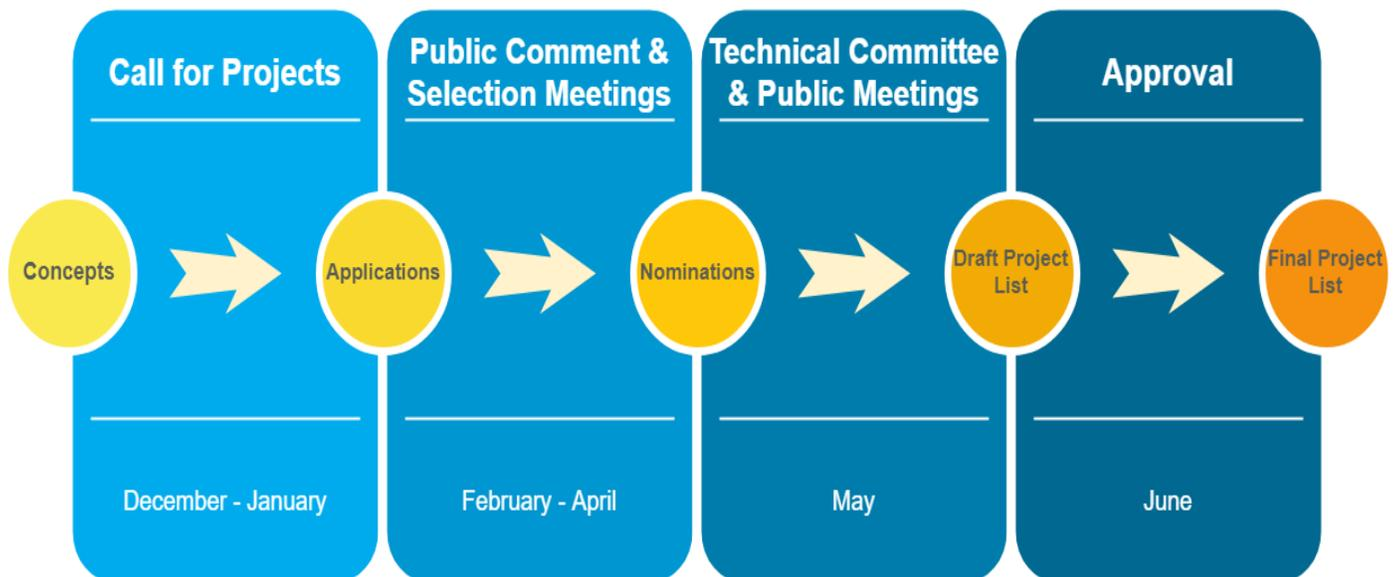 Call for Projects
Public Comment &
Selection Meetings
Technical Committee
& Public Meetings
Approval
Concepts
Applications
Nominations
Draft Project
List
Final Project
List
December - January
February - April
May
June